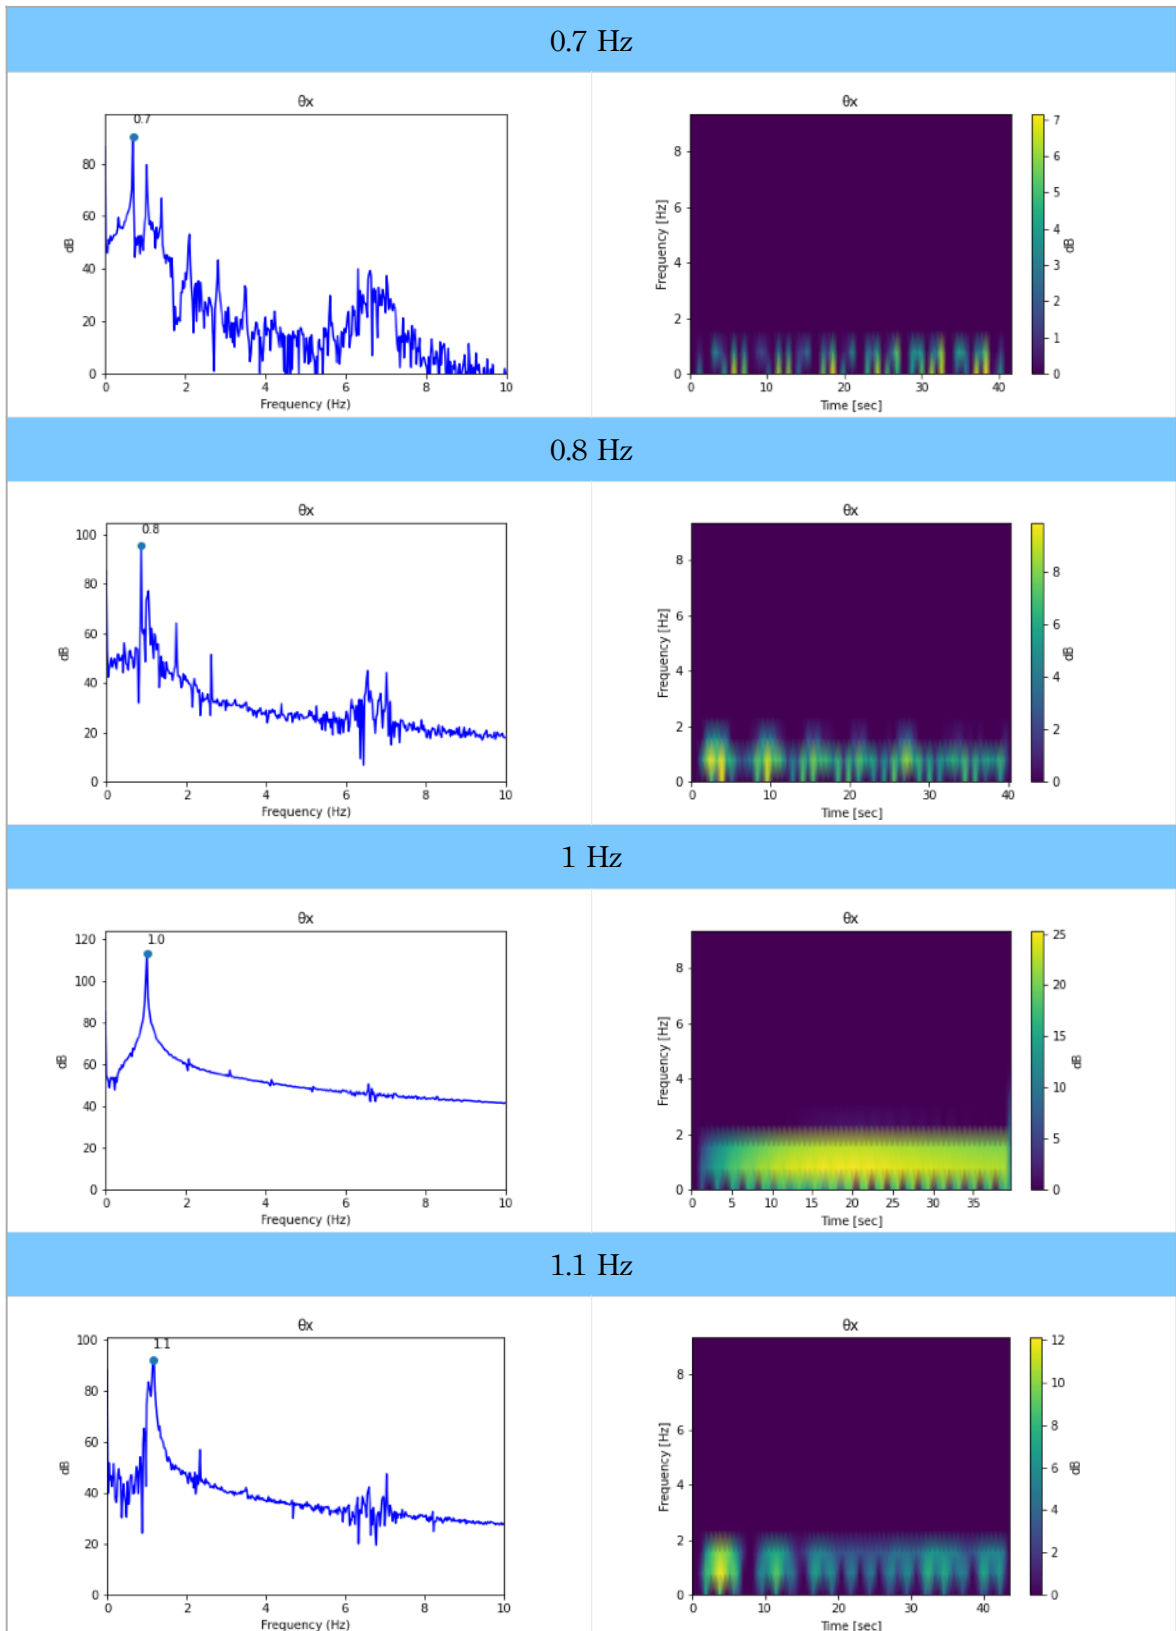 0.7 Hz
θx
0.7
80
60
40
20
0
dB
0 2 4 6 8 10
Frequency (Hz)
θx
8
6
4
2
0
Frequency [Hz]
0 10 20 30 40
Time [sec]
7
6
5
4
3
2
1
0
dB
0.8 Hz
θx
0.8
100
80
60
40
20
0
dB
0 2 4 6 8 10
Frequency (Hz)
θx
8
6
4
2
0
Frequency [Hz]
0 10 20 30 40
Time [sec]
8
6
4
2
0
dB
1 Hz
θx
1.0
120
100
80
60
40
20
0
dB
0 2 4 6 8 10
Frequency (Hz)
θx
8
6
4
2
0
Frequency [Hz]
0 5 10 15 20 25 30 35
Time [sec]
25
20
15
10
5
0
dB
1.1 Hz
θx
1.1
100
80
60
40
20
0
dB
0 2 4 6 8 10
Frequency (Hz)
θx
8
6
4
2
0
Frequency [Hz]
0 10 20 30 40
Time [sec]
12
10
8
6
4
2
0
dB